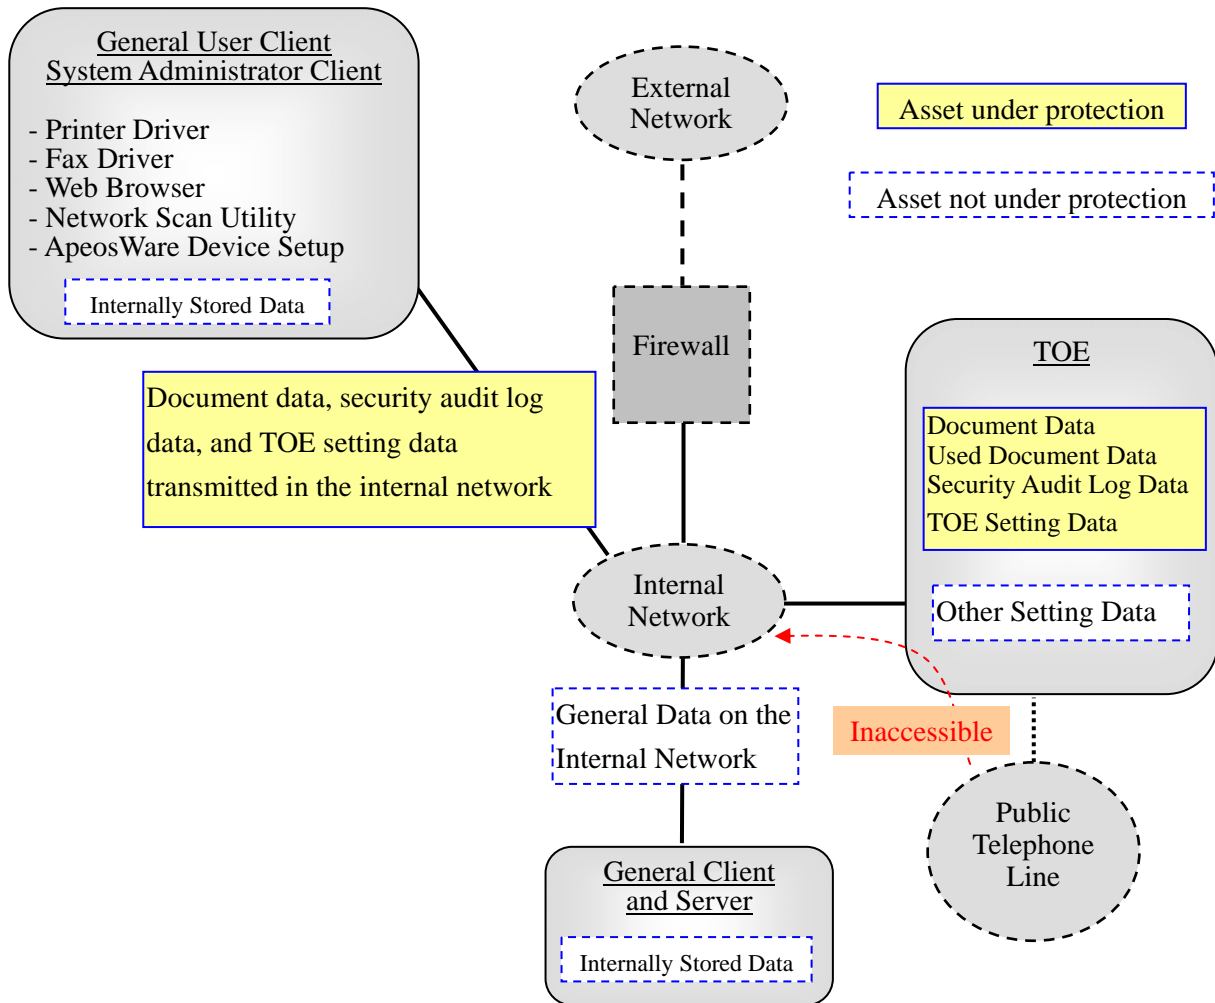 General User Client
System Administrator Client
- Printer Driver
- Fax Driver
- Web Browser
- Network Scan Utility
- ApeosWare Device Setup
Internally Stored Data
External
Network
Asset under protection
Asset not under protection
Firewall
Document data, security audit log
data, and TOE setting data
transmitted in the internal network
TOE
Document Data
Used Document Data
Security Audit Log Data
TOE Setting Data
Other Setting Data
Internal
Network
General Data on the
Internal Network
Inaccessible
Public
Telephone
Line
General Client
and Server
Internally Stored Data